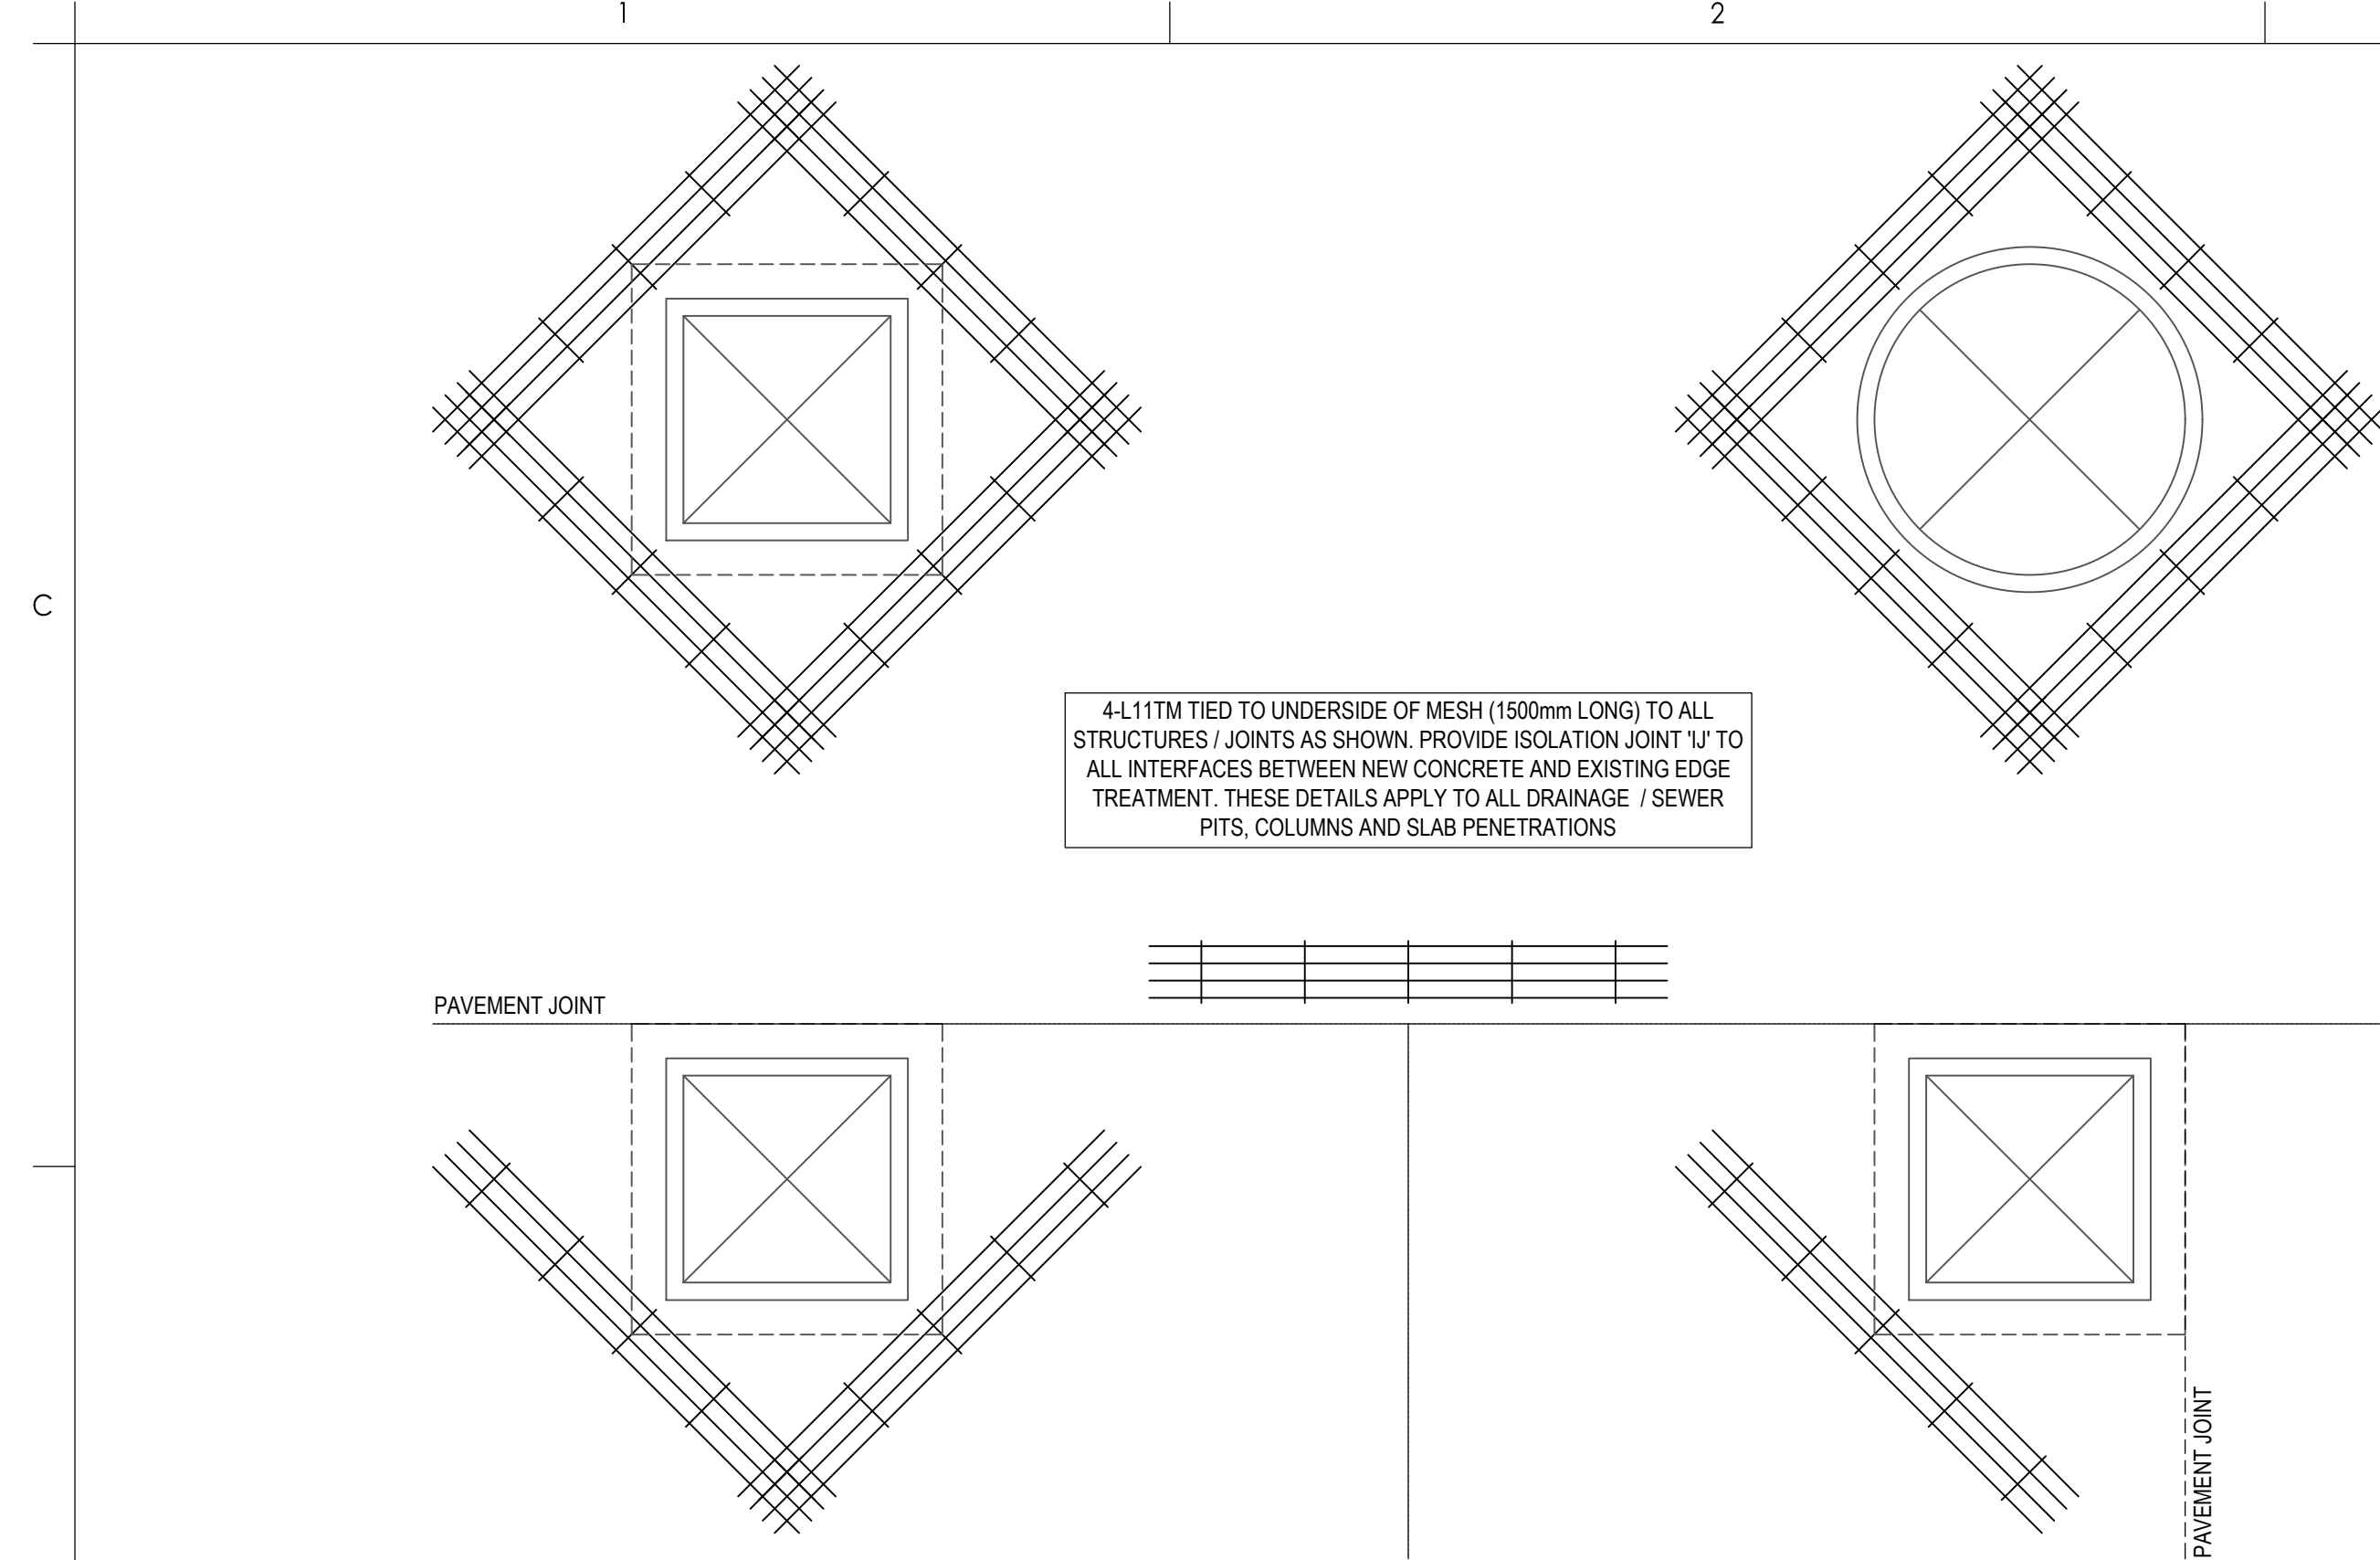 1
2
C
4-L11TM TIED TO UNDERSIDE OF MESH (1500mm LONG) TO ALL
STRUCTURES / JOINTS AS SHOWN. PROVIDE ISOLATION JOINT 'IJ' TO
ALL INTERFACES BETWEEN NEW CONCRETE AND EXISTING EDGE
TREATMENT. THESE DETAILS APPLY TO ALL DRAINAGE / SEWER
PITS, COLUMNS AND SLAB PENETRATIONS
PAVEMENT JOINT
PAVEMENT JOINT